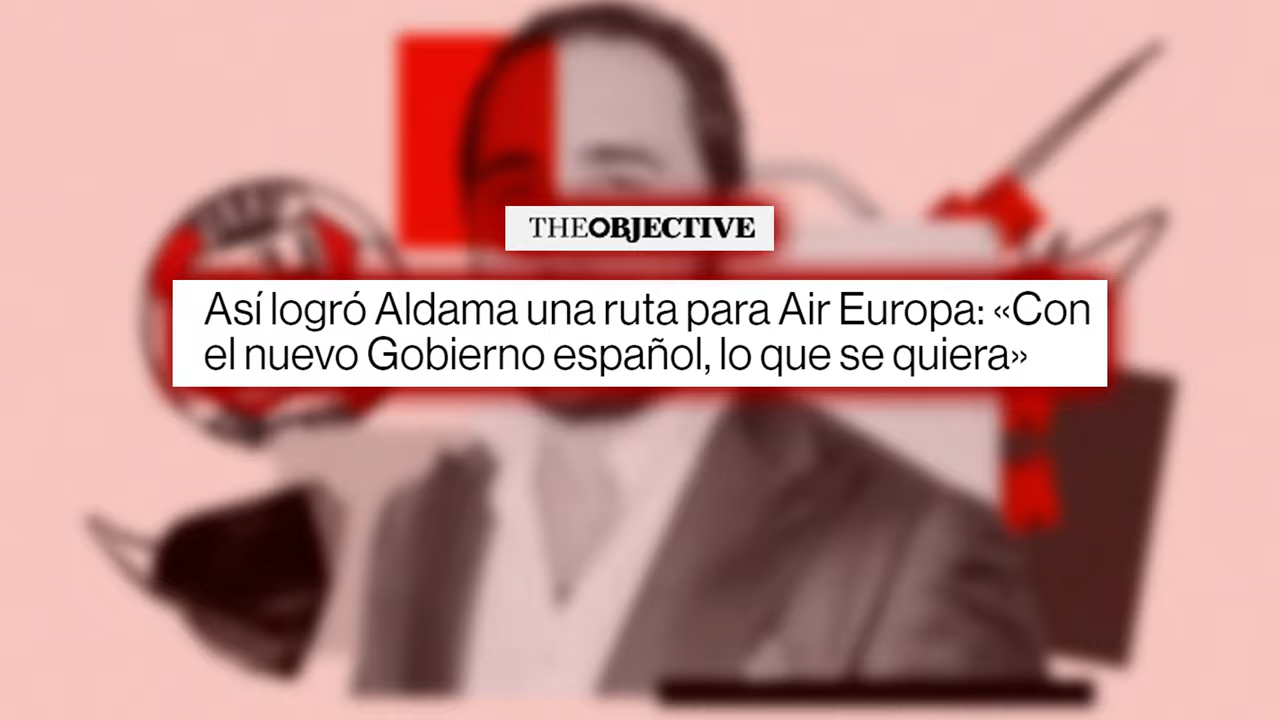 THEOBJECTIVE
Así logró Aldama una ruta para Air Europa: «Con
el nuevo Gobierno español, lo que se quiera»